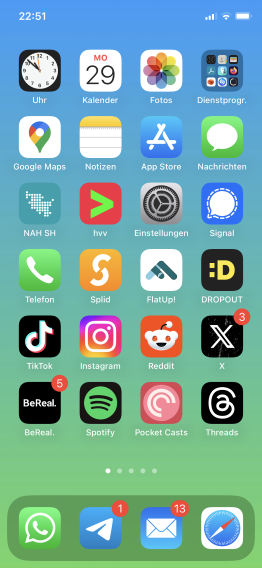 22:51
MO
29
Uhr
Kalender
Fotos
Dienstprogr.
Google Maps
Notizen
App Store
Nachrichten
NAH SH
hvv
Einstellungen
Signal
:D
Telefon
Splid
FlatUp!
DROPOUT
3
TikTok
Instagram
Reddit
X
5
BeReal.
BeReal.
Spotify
Pocket Casts
Threads
1
13